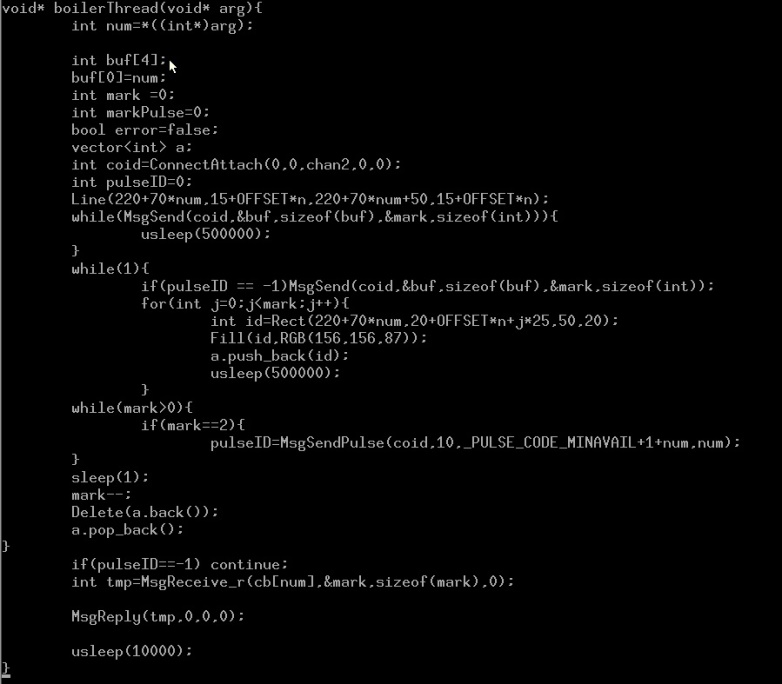 void* boilerThread(void* arg){
        int num=*((int*)arg);

        int buf[4];
        buf[0]=num;
        int mark =0;
        int markPulse=0;
        bool error=false;
        vector<int> a;
        int coid=ConnectAttach(0,0,chan2,0,0);
        int pulseID=0;
        Line(220+70*num,15+OFFSET*n,220+70*num+50,15+OFFSET*n);
        while(MsgSend(coid,&buf,sizeof(buf),&mark,sizeof(int))){
                usleep(500000);
        }
        while(1){
                if(pulseID == -1)MsgSend(coid,&buf,sizeof(buf),&mark,sizeof(int));
                for(int j=0;j<mark;j++){
                        int id=Rect(220+70*num,20+OFFSET*n+j*25,50,20);
                        Fill(id,RGB(156,156,87));
                        a.push_back(id);
                        usleep(500000);
                }
        while(mark>0){
                if(mark==2){
                        pulseID=MsgSendPulse(coid,10,_PULSE_CODE_MINAVAIL+1+num,num);
        }
        sleep(1);
        mark--;
        Delete(a.back());
        a.pop_back();
}
        if(pulseID==-1) continue;
        int tmp=MsgReceive_r(cb[num],&mark,sizeof(mark),0);

        MsgReply(tmp,0,0,0);

        usleep(10000);
}